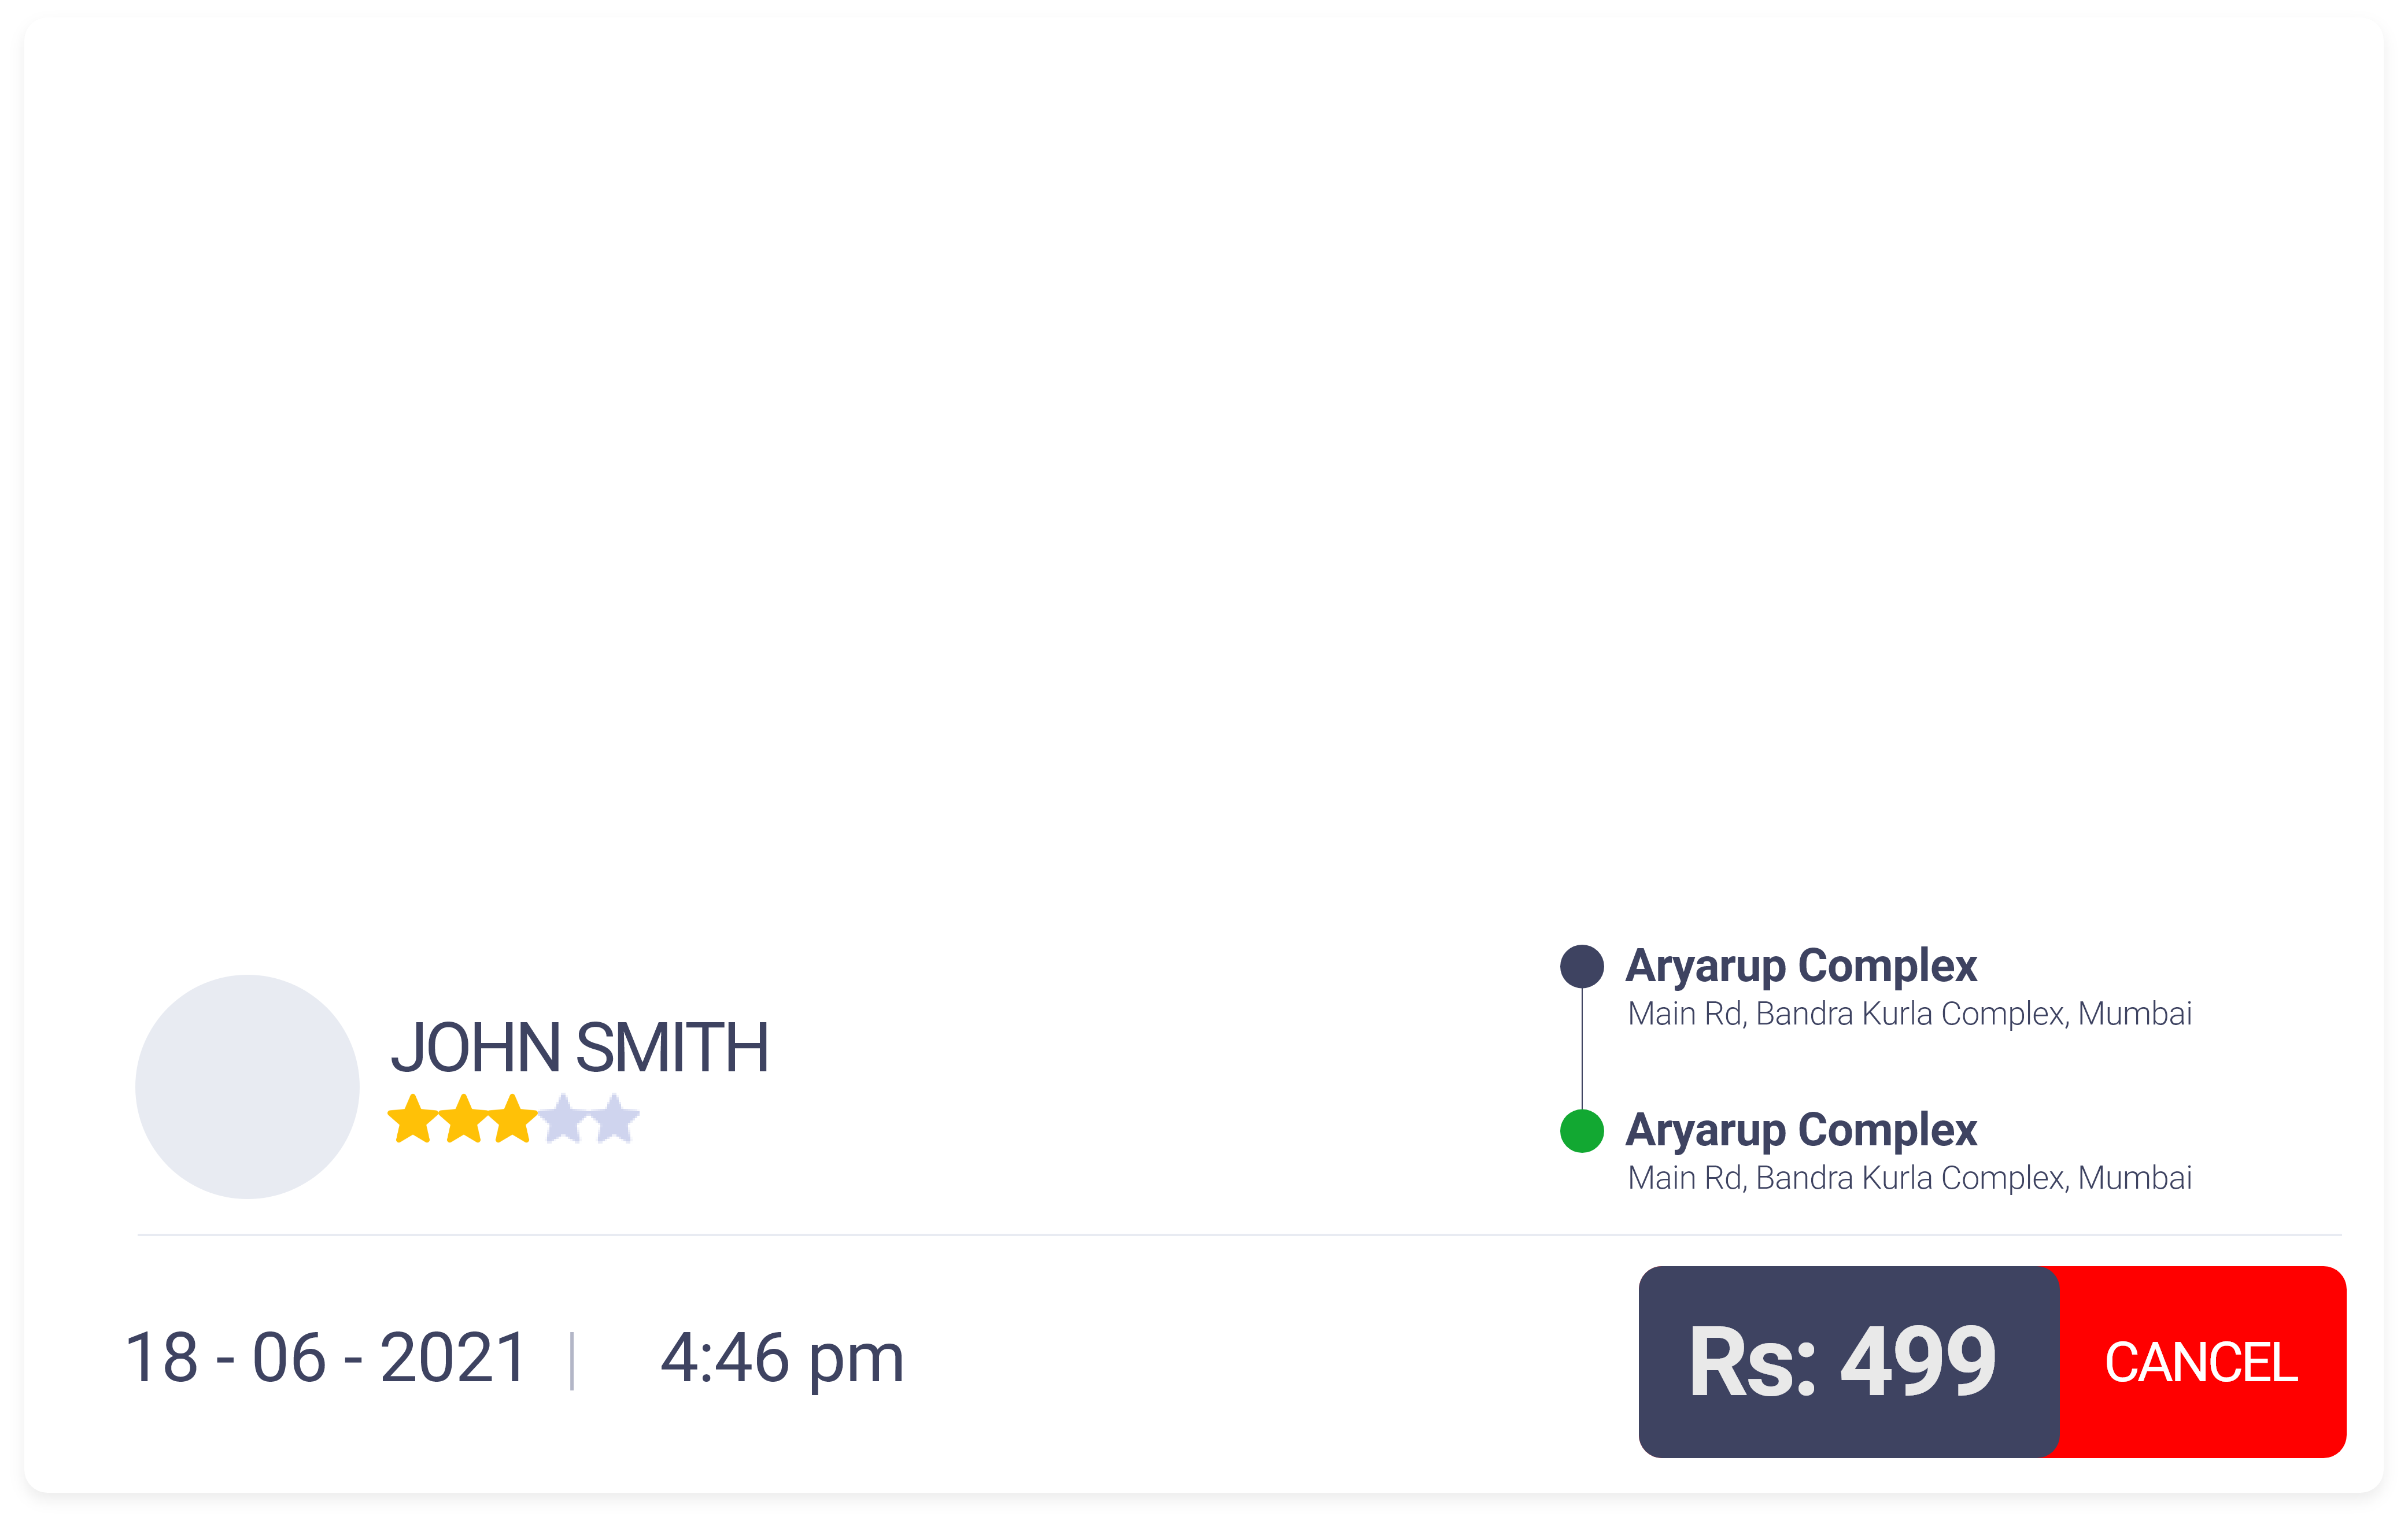 Aryarup Complex
Main Rd, Bandra Kurla Complex, Mumbai
JOHN SMITH
Aryarup Complex
Main Rd, Bandra Kurla Complex, Mumbai
18 - 06 - 2021 | 4:46 pm
Rs: 499
CANCEL